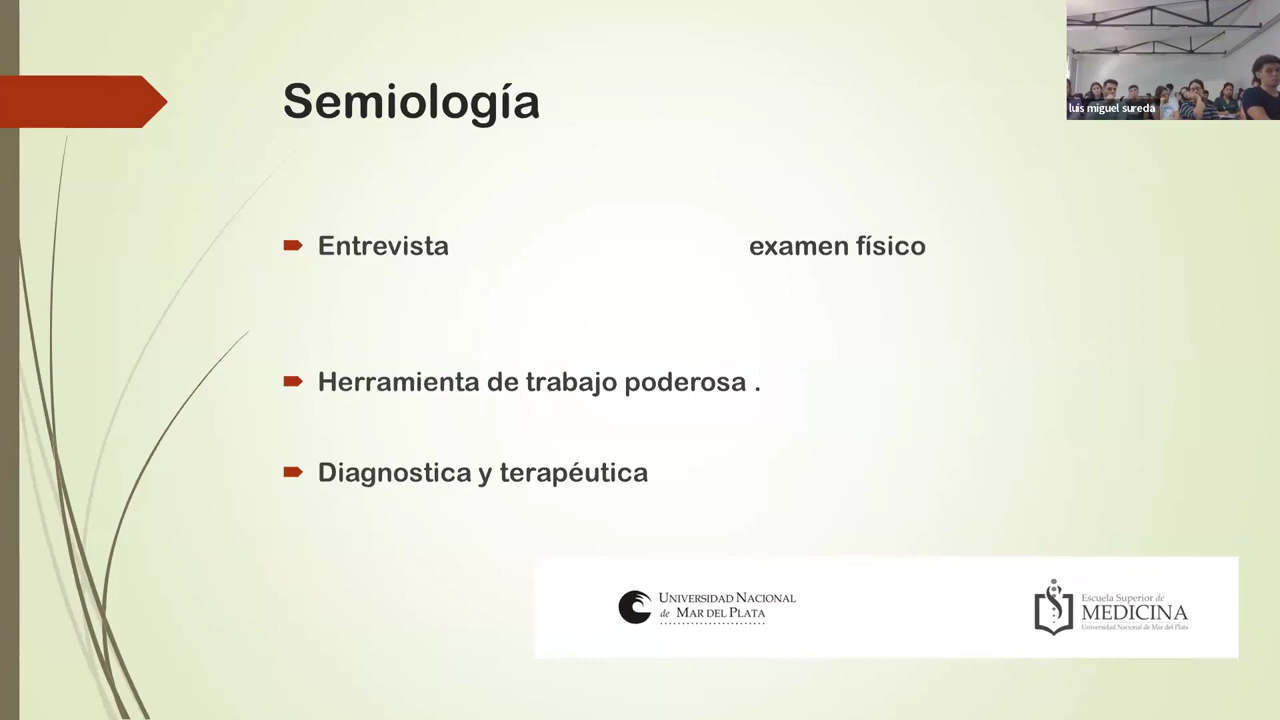 Semiología
luis miguel sureda
Entrevista examen físico
Herramienta de trabajo poderosa .
Diagnostica y terapéutica
UNIVERSIDAD NACIONAL
de MAR DEL PLATA
Escuela Superior de
MEDICINA
Universidad Nacional de Mar del Plata